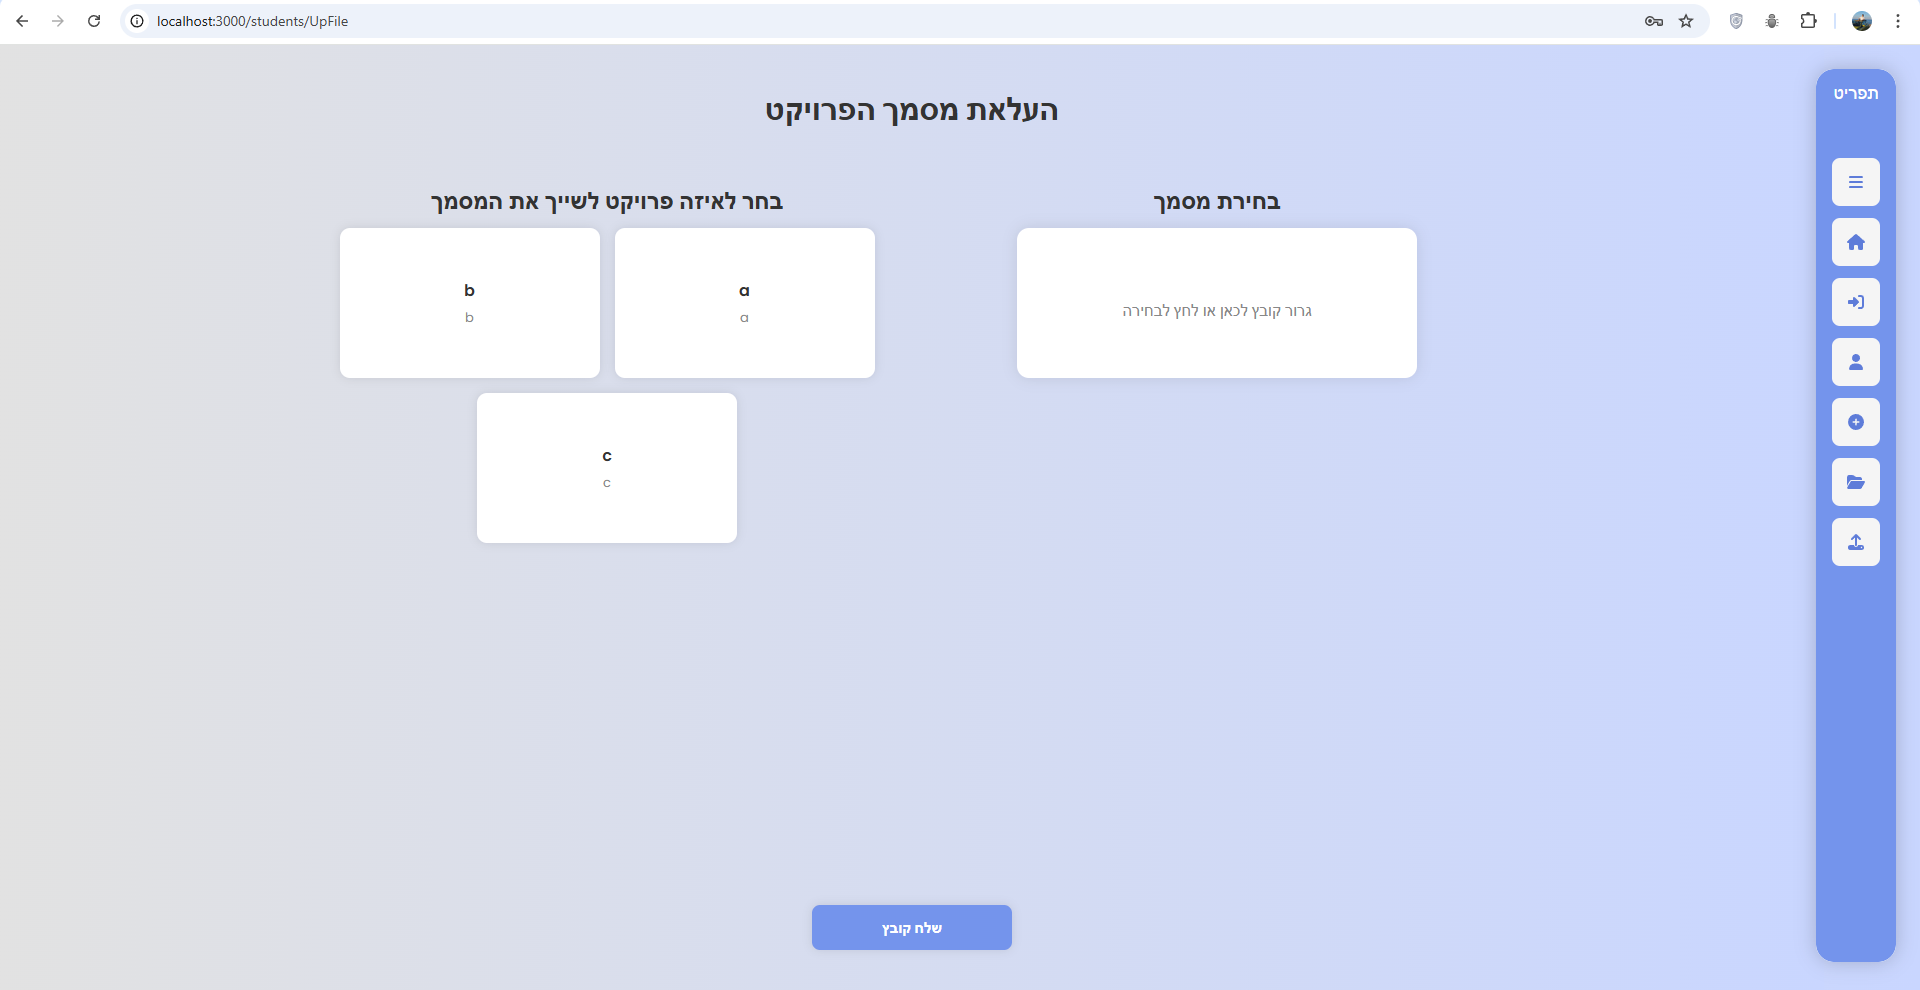 localhost:3000/students/UpFile
תפריט
העלאת מסמך הפרויקט
בחירת מסמך
גרור קובץ לכאן או לחץ לבחירה
בחר לאיזה פרויקט לשייך את המסמך
a
a
b
b
c
c
שלח קובץ